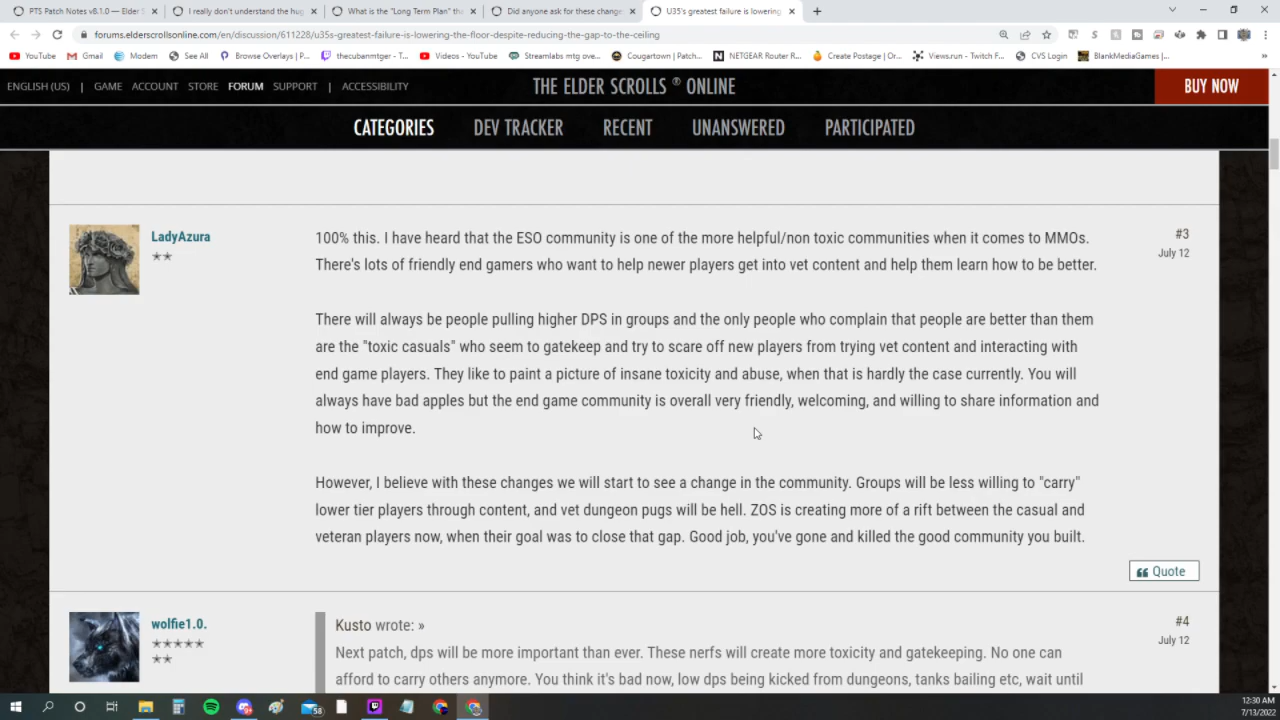 PTS Patch Notes v8.1.0 — Elder S
I really don't understand the hug
What is the "Long Term Plan" tha
Did anyone ask for these change
U35's greatest failure is lowering
forums.elderscrollsonline.com/en/discussion/611228/u35s-greatest-failure-is-lowering-the-floor-despite-reducing-the-gap-to-the-ceiling
YouTube
Gmail
Modem
See All
Browse Overlays | P...
thecubanmtger - T...
Videos - YouTube
Streamlabs mtg ove...
Cougartown | Patch...
NETGEAR Router R...
Create Postage | Or...
Views.run - Twitch F...
CVS Login
BlankMediaGames |...
»
ENGLISH (US) | GAME ACCOUNT STORE FORUM SUPPORT | ACCESSIBILITY
THE ELDER SCROLLS ® ONLINE
BUY NOW
CATEGORIES DEV TRACKER RECENT UNANSWERED PARTICIPATED
LadyAzura
#3
July 12
100% this. I have heard that the ESO community is one of the more helpful/non toxic communities when it comes to MMOs.
There's lots of friendly end gamers who want to help newer players get into vet content and help them learn how to be better.
There will always be people pulling higher DPS in groups and the only people who complain that people are better than them
are the "toxic casuals" who seem to gatekeep and try to scare off new players from trying vet content and interacting with
end game players. They like to paint a picture of insane toxicity and abuse, when that is hardly the case currently. You will
always have bad apples but the end game community is overall very friendly, welcoming, and willing to share information and
how to improve.
However, I believe with these changes we will start to see a change in the community. Groups will be less willing to "carry"
lower tier players through content, and vet dungeon pugs will be hell. ZOS is creating more of a rift between the casual and
veteran players now, when their goal was to close that gap. Good job, you've gone and killed the good community you built.
Quote
wolfie1.0.
#4
July 12
Kusto wrote: »
Next patch, dps will be more important than ever. These nerfs will create more toxicity and gatekeeping. No one can
afford to carry others anymore. You think it's bad now, low dps being kicked from dungeons, tanks bailing etc, wait until
58
12:30 AM
7/13/2022